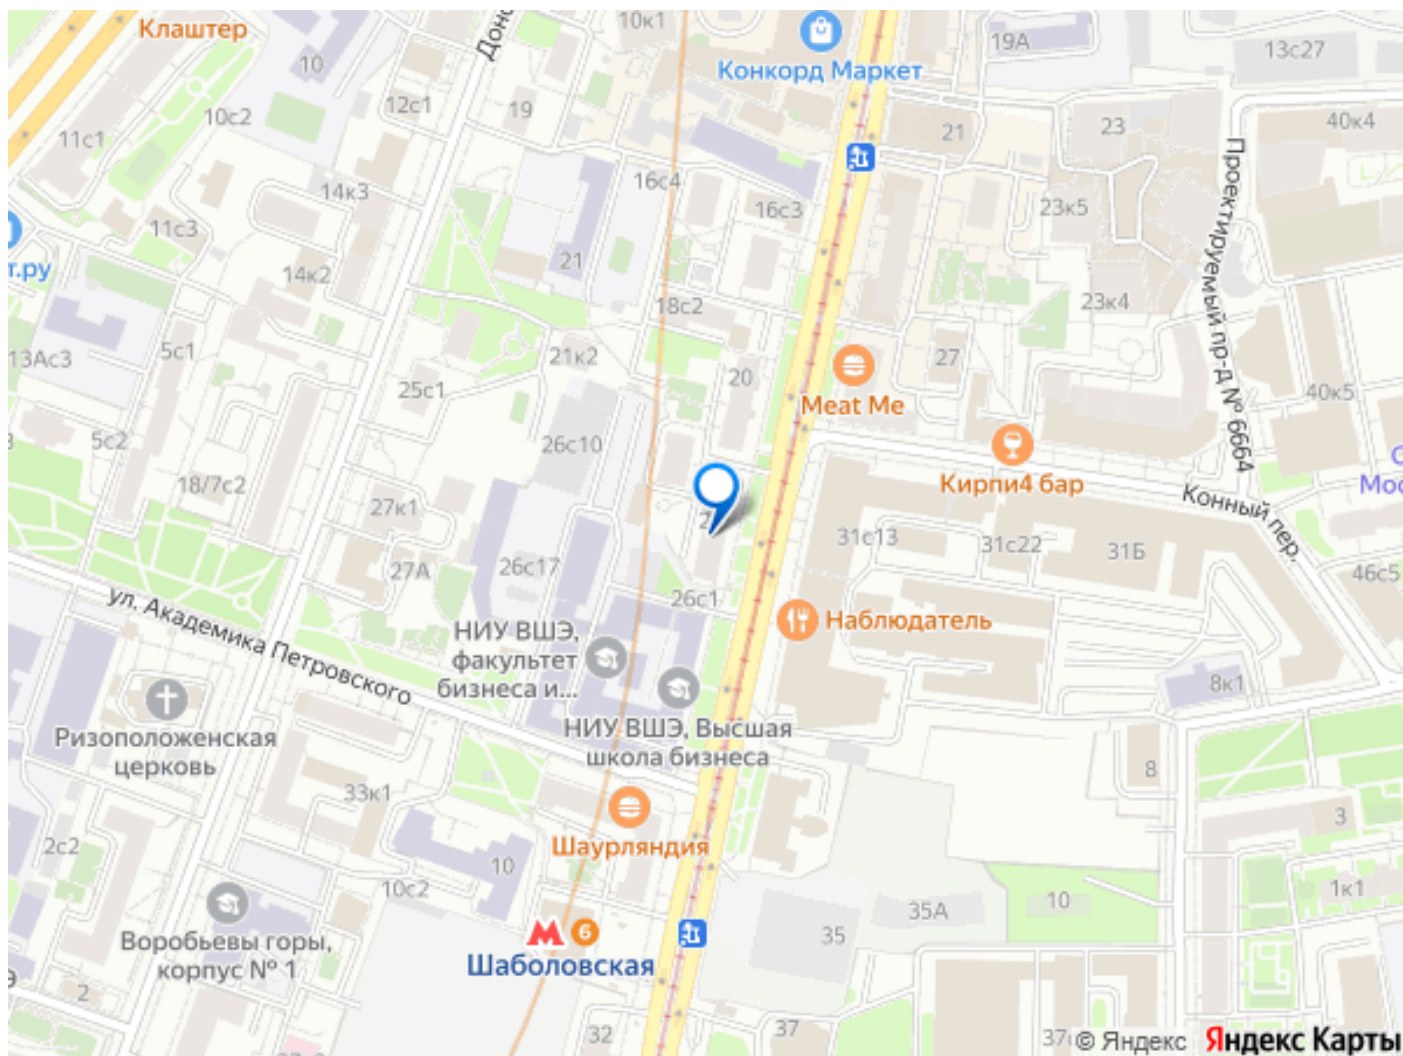 Клаштер
10
10к1
Донс
Конкорд Маркет
19А
13с27
12с1
19
10с2
11с1
21
23
40к4
14к3
16с4
16с3
23к5
Проектируемый пр-д № 6664
11с3
21
т.ру
14к2
18с2
23к4
13Ас3
5с1
21к2
20
27
25с1
Meat Me
40к5
5с2
26с10
18/7с2
Кирпи4 бар
Мос
Конный пер.
27к1
2
31с13
31с22
31Б
27А
26с17
46с5
26с1
ул. Академика Петровского
Наблюдатель
НИУ ВШЭ,
факультет
бизнеса и...
8к1
Ризоположенская
церковь
НИУ ВШЭ, Высшая
школа бизнеса
8
33к1
3
Шаурляндия
2с2
10
10с2
1к1
10
35А
6
35
Воробьевы горы,
корпус № 1
Шаболовская
2
32
37
© Яндекс
Яндекс Карты